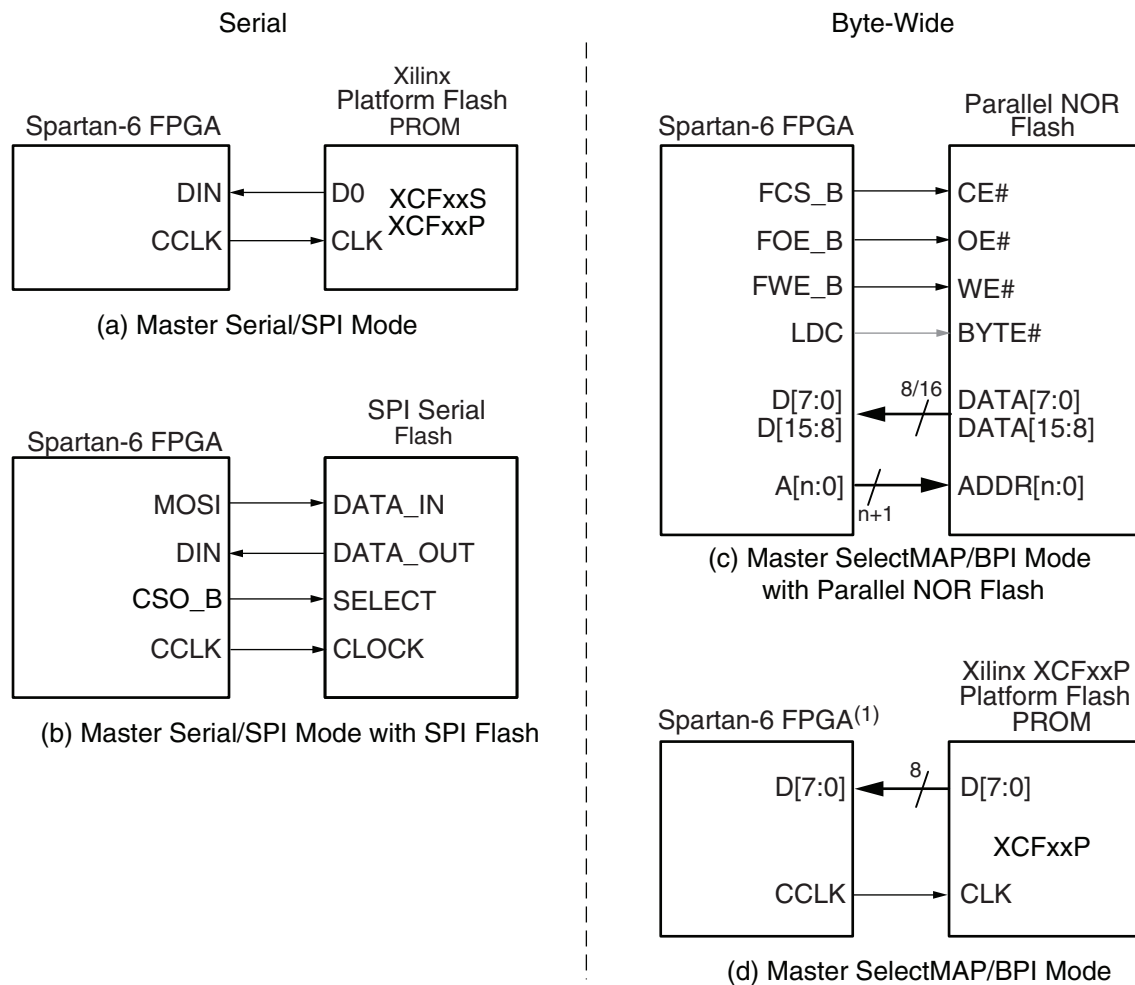 Serial
Xilinx
Platform Flash
PROM
Spartan-6 FPGA
DIN
D0
XCFxxS
XCFxxP
CCLK
CLK
(a) Master Serial/SPI Mode
SPI Serial
Flash
Spartan-6 FPGA
MOSI
DATA_IN
DIN
DATA_OUT
CSO_B
SELECT
CCLK
CLOCK
(b) Master Serial/SPI Mode with SPI Flash
Byte-Wide
Parallel NOR
Flash
Spartan-6 FPGA
FCS_B
CE#
FOE_B
OE#
FWE_B
WE#
LDC
BYTE#
8/16
D[7:0]
DATA[7:0]
D[15:8]
DATA[15:8]
A[n:0]
n+1
ADDR[n:0]
(c) Master SelectMAP/BPI Mode
with Parallel NOR Flash
Xilinx XCFxxP
Platform Flash
PROM
Spartan-6 FPGA(1)
D[7:0]
8
D[7:0]
XCFxxP
CCLK
CLK
(d) Master SelectMAP/BPI Mode